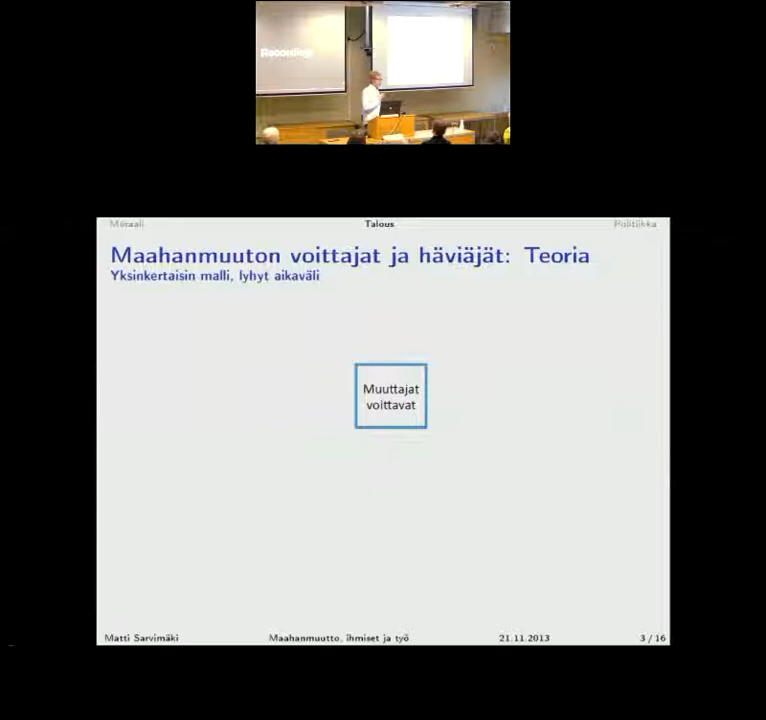 Recording
Moraali Talous Politiikka
Maahanmuuton voittajat ja häviäjät: Teoria
Yksinkertaisin malli, lyhyt aikaväli
Muuttajat
voittavat
Matti Sarvimäki Maahanmuutto, ihmiset ja työ 21.11.2013 3 / 16